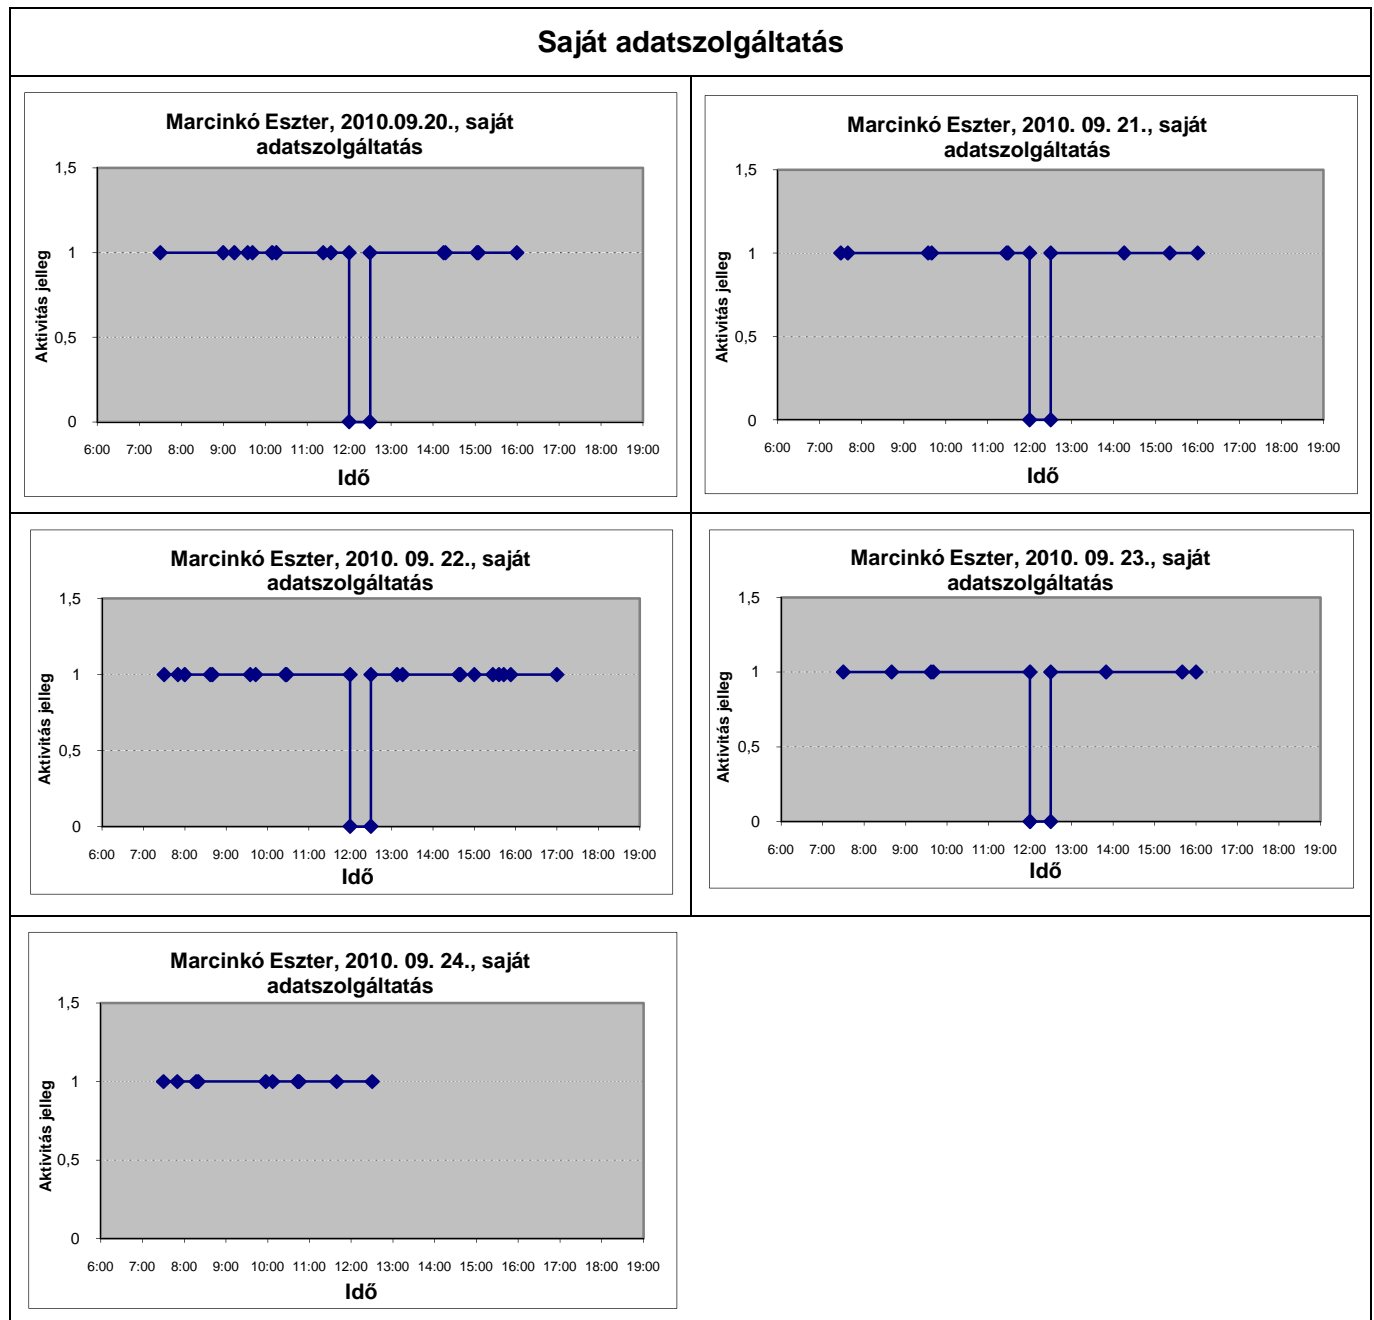 Saját adatszolgáltatás
Marcinkó Eszter, 2010.09.20., saját
adatszolgáltatás
1,5
1
0,5
0
Aktivitás jelleg
6:00 7:00 8:00 9:00 10:00 11:00 12:00 13:00 14:00 15:00 16:00 17:00 18:00 19:00
Idő
Marcinkó Eszter, 2010. 09. 21., saját
adatszolgáltatás
1,5
1
0,5
0
Aktivitás jelleg
6:00 7:00 8:00 9:00 10:00 11:00 12:00 13:00 14:00 15:00 16:00 17:00 18:00 19:00
Idő
Marcinkó Eszter, 2010. 09. 22., saját
adatszolgáltatás
1,5
1
0,5
0
Aktivitás jelleg
6:00 7:00 8:00 9:00 10:00 11:00 12:00 13:00 14:00 15:00 16:00 17:00 18:00 19:00
Idő
Marcinkó Eszter, 2010. 09. 23., saját
adatszolgáltatás
1,5
1
0,5
0
Aktivitás jelleg
6:00 7:00 8:00 9:00 10:00 11:00 12:00 13:00 14:00 15:00 16:00 17:00 18:00 19:00
Idő
Marcinkó Eszter, 2010. 09. 24., saját
adatszolgáltatás
1,5
1
0,5
0
Aktivitás jelleg
6:00 7:00 8:00 9:00 10:00 11:00 12:00 13:00 14:00 15:00 16:00 17:00 18:00 19:00
Idő